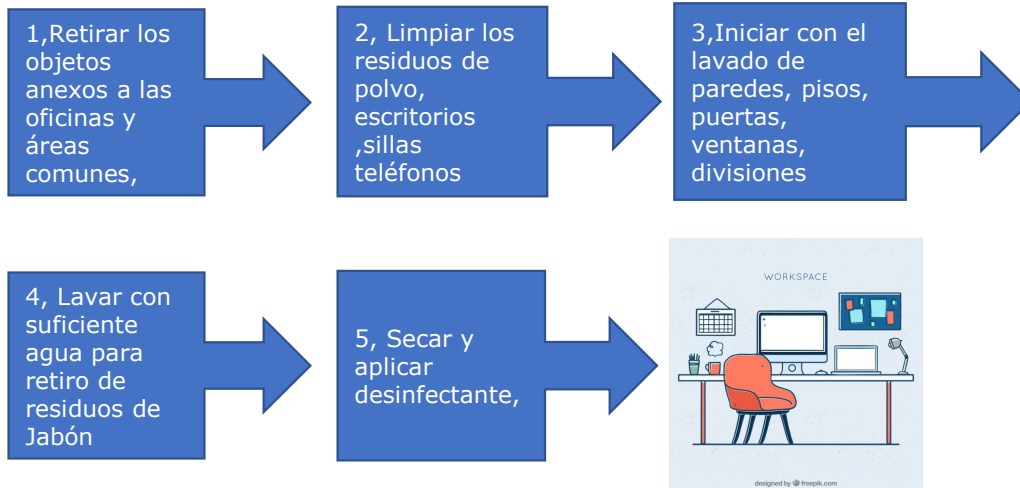 1,Retirar los
objetos
anexos a las
oficinas y
áreas
comunes,
2, Limpiar los
residuos de
polvo,
escritorios
,sillas
teléfonos
3,Iniciar con el
lavado de
paredes, pisos,
puertas,
ventanas,
divisiones
4, Lavar con
suficiente
agua para
retiro de
residuos de
Jabón
5, Secar y
aplicar
desinfectante,
WORKSPACE
designed by freepik.com